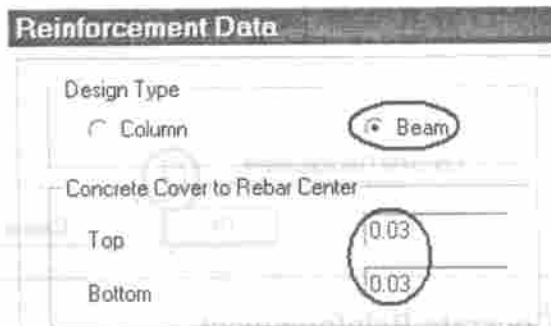 Reinforcement Data
Design Type
Column Beam
Concrete Cover to Rebar Center
Top 0.03
Bottom 0.03